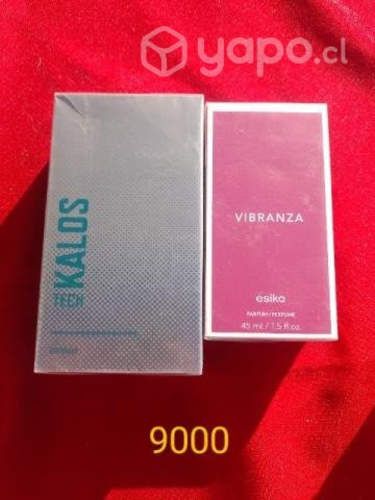 yapo.cl
KALOS
TECH
VIBRANZA
ésika
PARFUM / PERFUME
45 ml / 1.5 fl oz.
9000